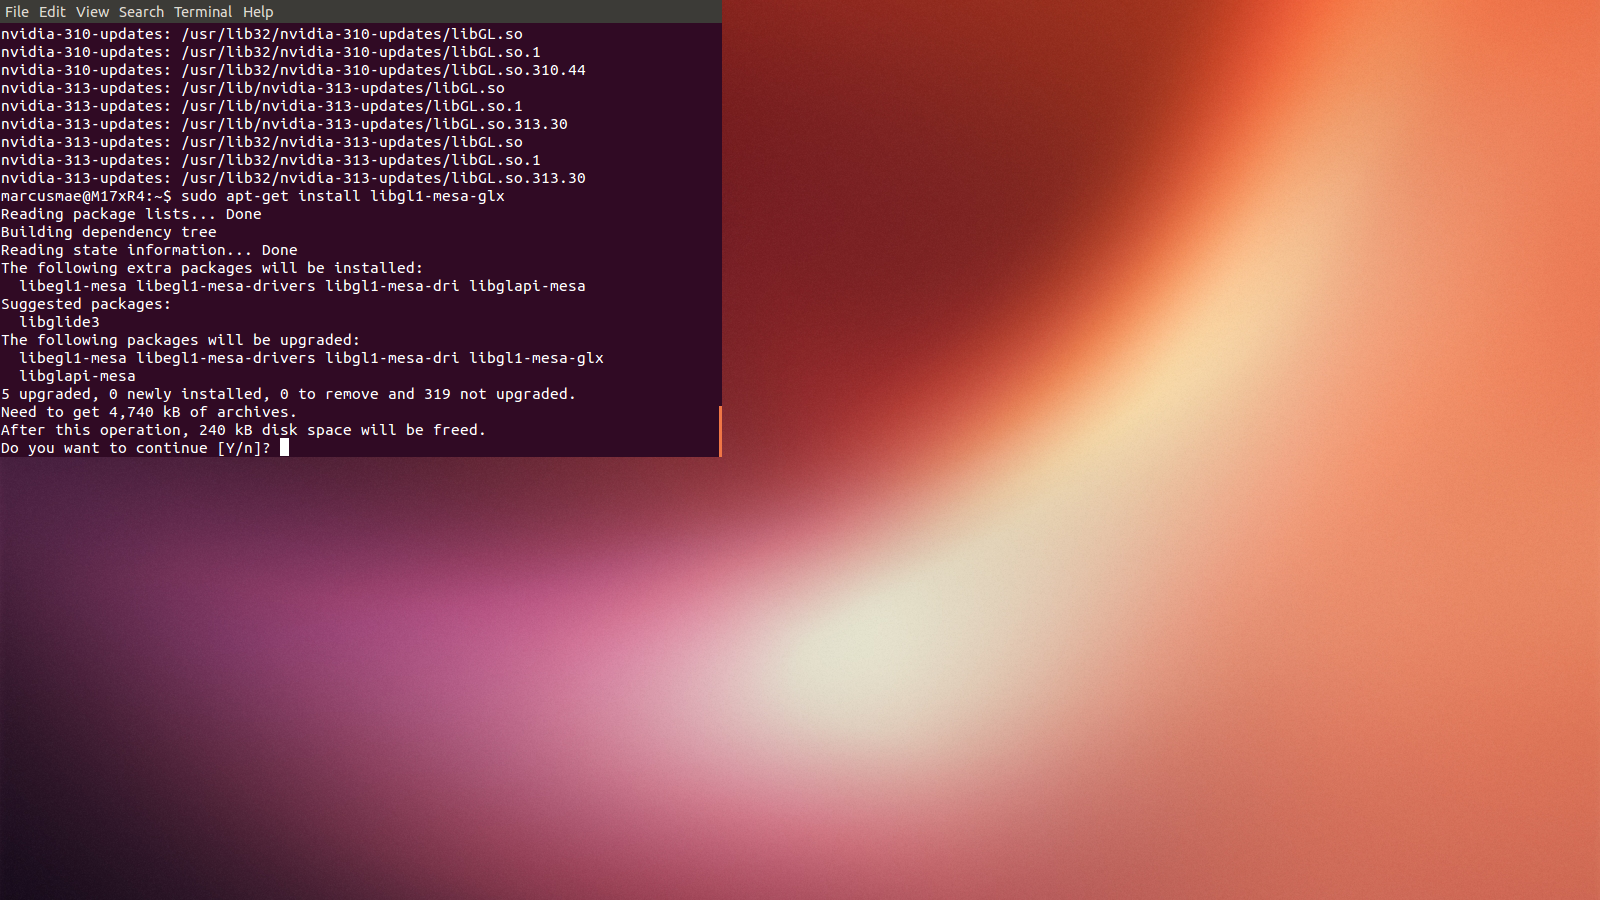 File Edit View Search Terminal Help
nvidia-310-updates: /usr/lib32/nvidia-310-updates/libGL.so
nvidia-310-updates: /usr/lib32/nvidia-310-updates/libGL.so.1
nvidia-310-updates: /usr/lib32/nvidia-310-updates/libGL.so.310.44
nvidia-313-updates: /usr/lib/nvidia-313-updates/libGL.so
nvidia-313-updates: /usr/lib/nvidia-313-updates/libGL.so.1
nvidia-313-updates: /usr/lib/nvidia-313-updates/libGL.so.313.30
nvidia-313-updates: /usr/lib32/nvidia-313-updates/libGL.so
nvidia-313-updates: /usr/lib32/nvidia-313-updates/libGL.so.1
nvidia-313-updates: /usr/lib32/nvidia-313-updates/libGL.so.313.30
marcusmae@M17xR4:~$ sudo apt-get install libgl1-mesa-glx
Reading package lists... Done
Building dependency tree
Reading state information... Done
The following extra packages will be installed:
  libegl1-mesa libegl1-mesa-drivers libgl1-mesa-dri libglapi-mesa
Suggested packages:
  libglide3
The following packages will be upgraded:
  libegl1-mesa libegl1-mesa-drivers libgl1-mesa-dri libgl1-mesa-glx
  libglapi-mesa
5 upgraded, 0 newly installed, 0 to remove and 319 not upgraded.
Need to get 4,740 kB of archives.
After this operation, 240 kB disk space will be freed.
Do you want to continue [Y/n]?